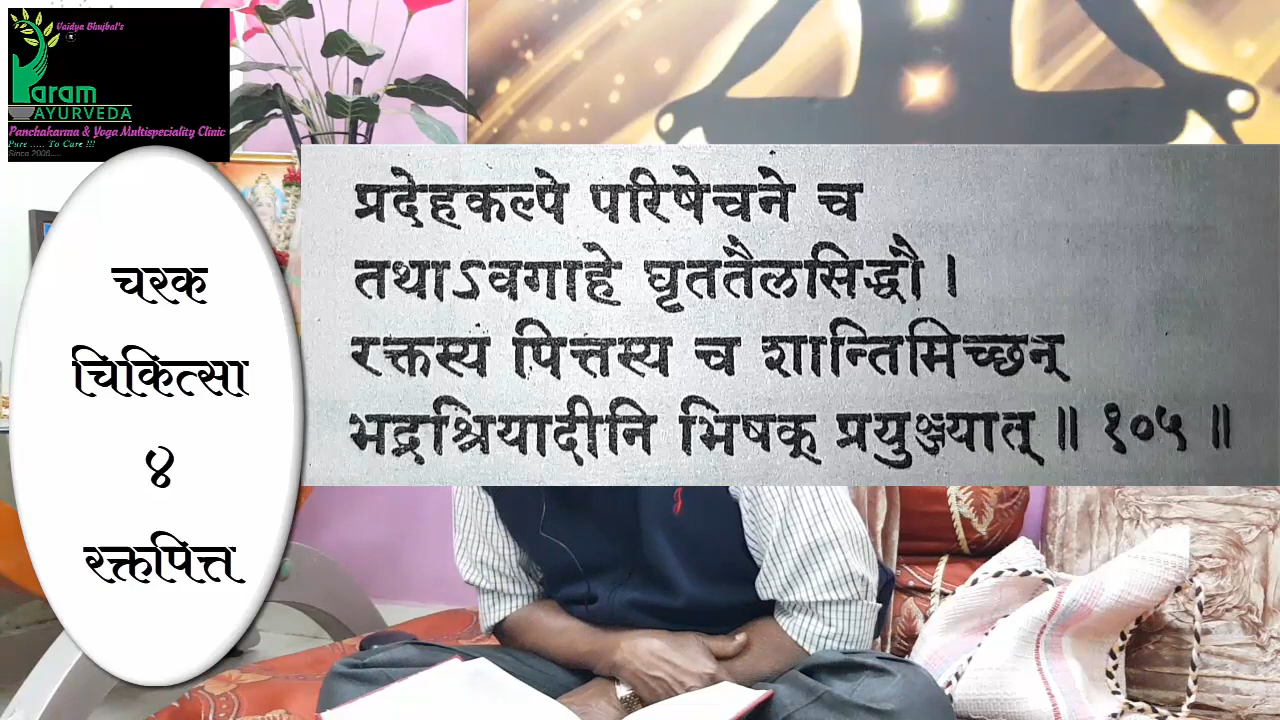 Vaidya Bhujbal's
Param
AYURVEDA
Panchakarma & Yoga Multispeciality Clinic
Pure ..... To Cure !!!
Since 2006.....
चरक
चिकित्सा
४
रक्तपित्त
प्रदेहकल्पे परिषेचने च
तथाऽवगाहे घृततैलसिद्धौ ।
रक्तस्य पित्तस्य च शान्तिमिच्छन्
भद्रश्रियादीनि भिषक् प्रयुञ्ज्यात् ॥ १०५ ॥